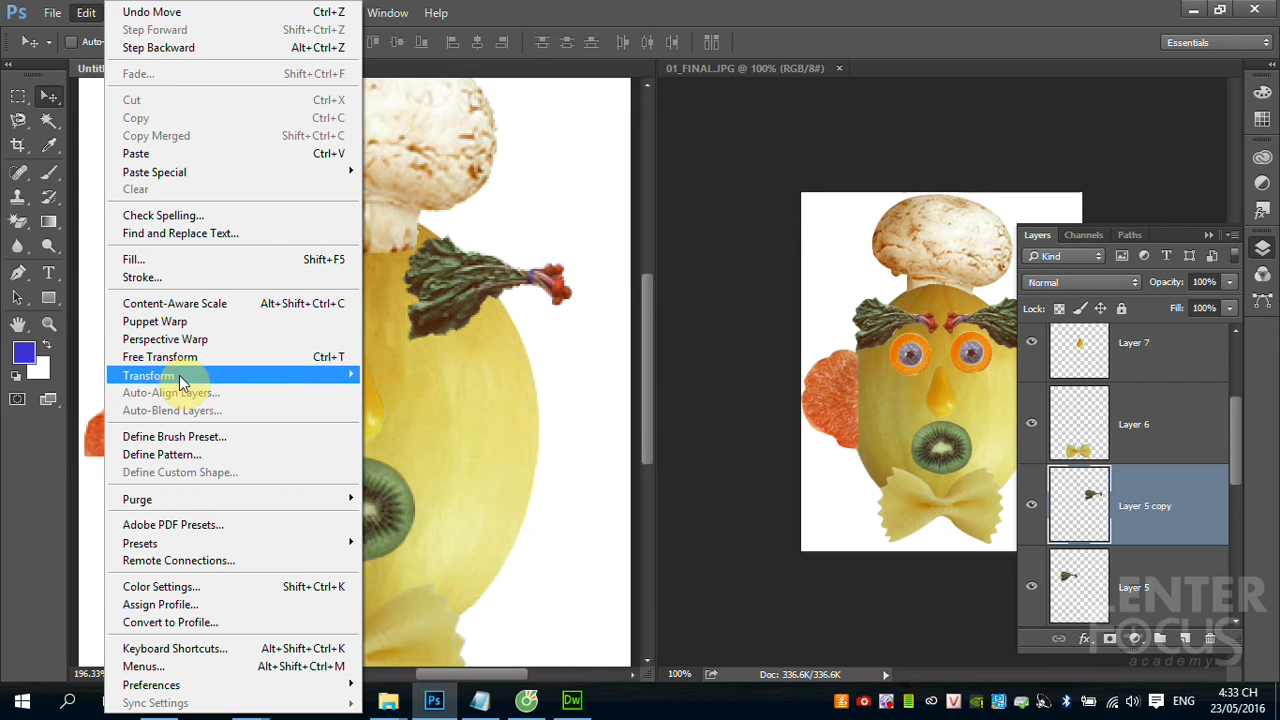 Ps File Edit Window Help
Undo Move Ctrl+Z
Step Forward Shift+Ctrl+Z
Step Backward Alt+Ctrl+Z
Fade... Shift+Ctrl+F
Cut Ctrl+X
Copy Ctrl+C
Copy Merged Shift+Ctrl+C
Paste Ctrl+V
Paste Special
Clear
Check Spelling...
Find and Replace Text...
Fill... Shift+F5
Stroke...
Content-Aware Scale Alt+Shift+Ctrl+C
Puppet Warp
Perspective Warp
Free Transform Ctrl+T
Transform
Auto-Align Layers...
Auto-Blend Layers...
Define Brush Preset...
Define Pattern...
Define Custom Shape...
Purge
Adobe PDF Presets...
Presets
Remote Connections...
Color Settings... Shift+Ctrl+K
Assign Profile...
Convert to Profile...
Keyboard Shortcuts... Alt+Shift+Ctrl+K
Menus... Alt+Shift+Ctrl+M
Preferences
Sync Settings
Auto-
Essentials
Untitl
01_FINAL.JPG @ 100% (RGB/8#) ×
Layers Channels Paths
Kind
Normal Opacity: 100%
Lock: Fill: 100%
Layer 7
Layer 6
Layer 5 copy
Layer 5
196.33%
100% Doc: 336.6K/336.6K
CENTER
FOCUS
academy
Ps Dw
ENG
4:33 CH
23/05/2016